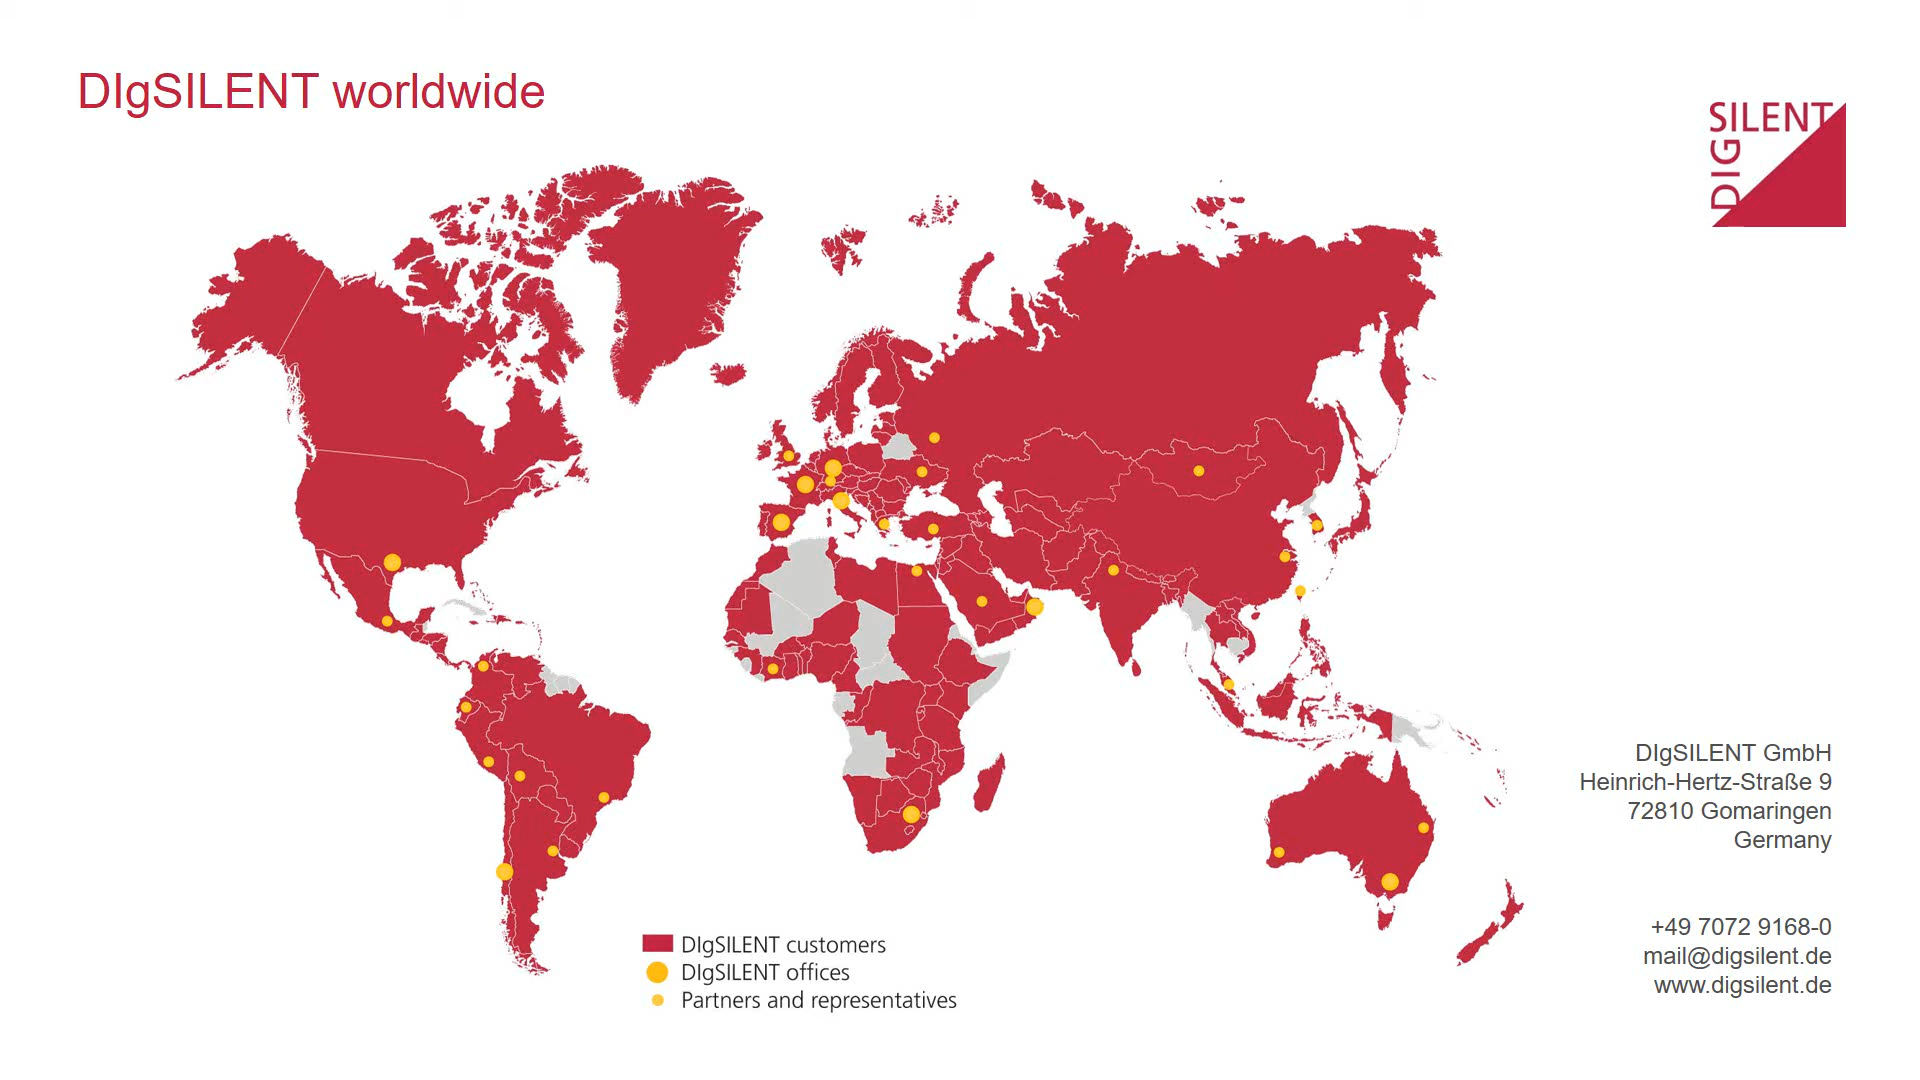 DIgSILENT worldwide
SILENT
DIG
DIgSILENT GmbH
Heinrich-Hertz-Straße 9
72810 Gomaringen
Germany
+49 7072 9168-0
mail@digsilent.de
www.digsilent.de
DIgSILENT customers
DIgSILENT offices
Partners and representatives